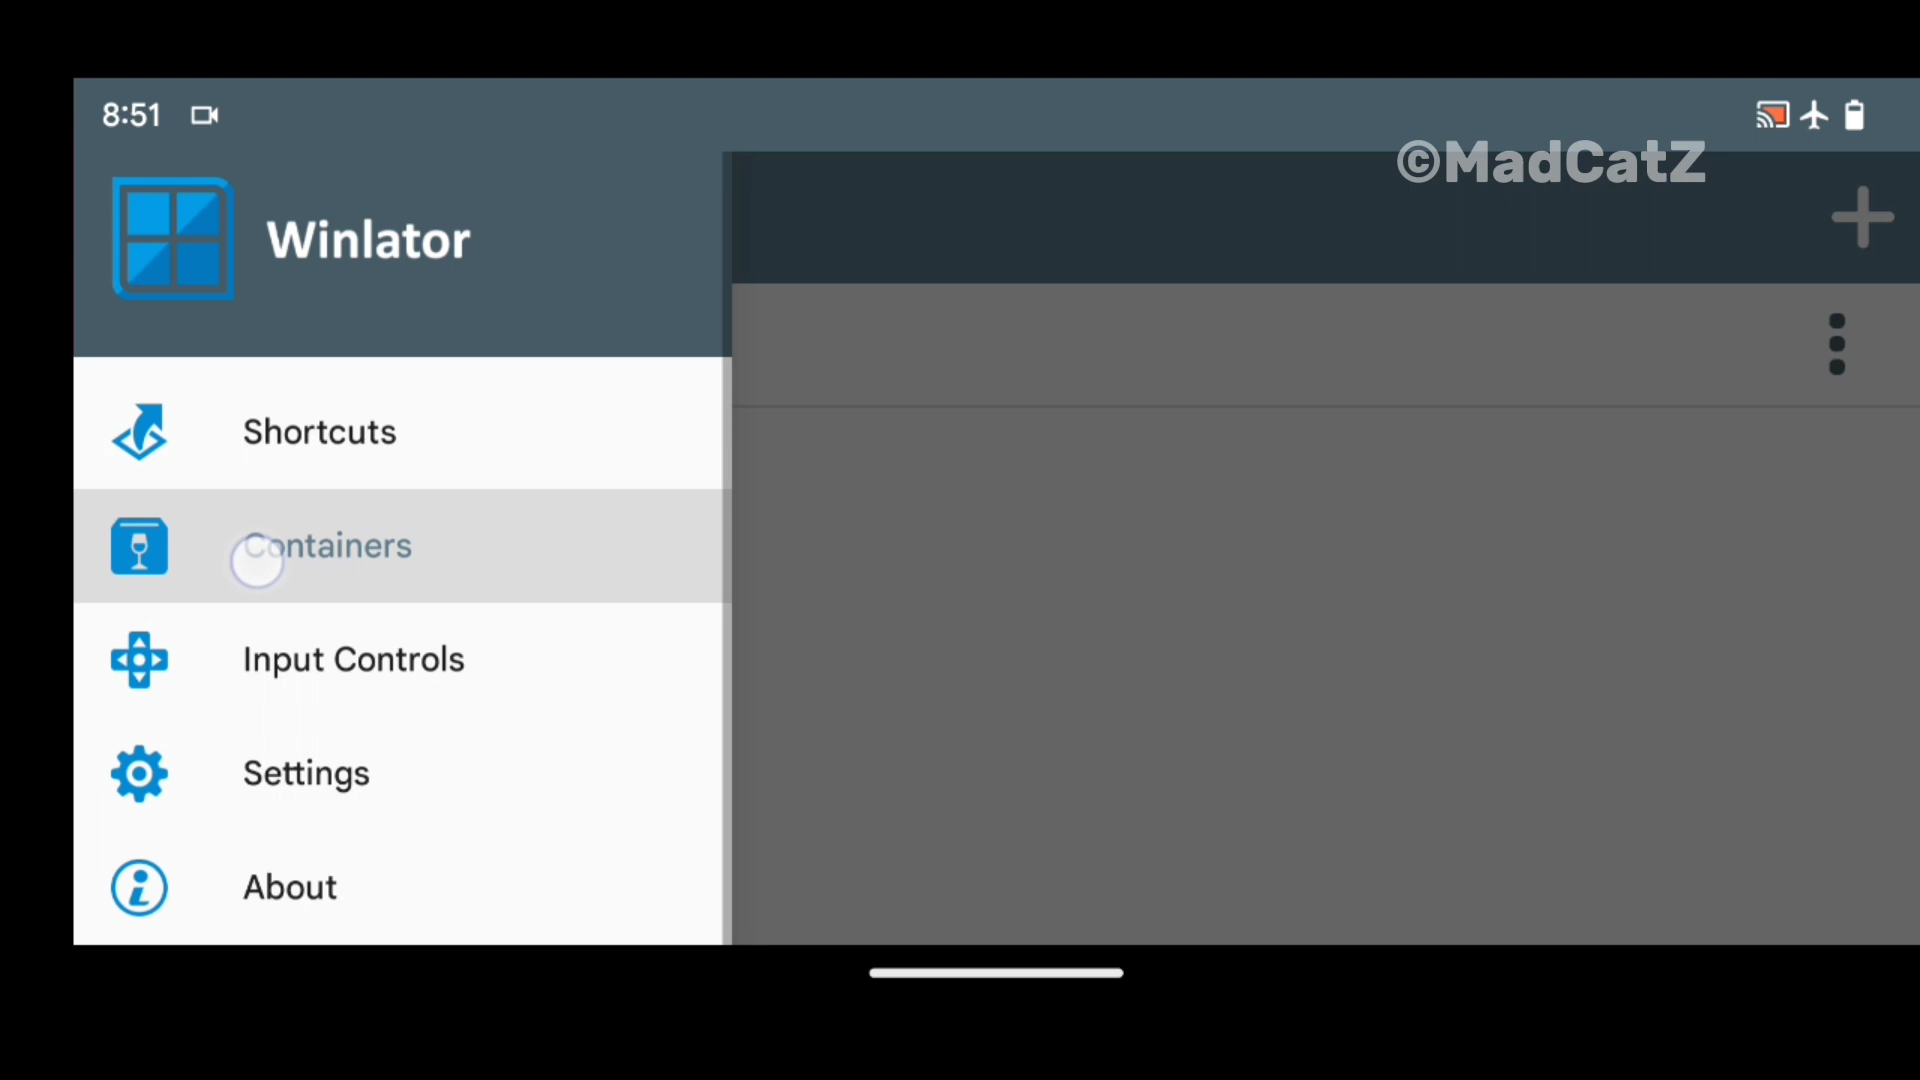 8:51
©MadCatZ
Winlator
Shortcuts
Containers
Input Controls
Settings
About